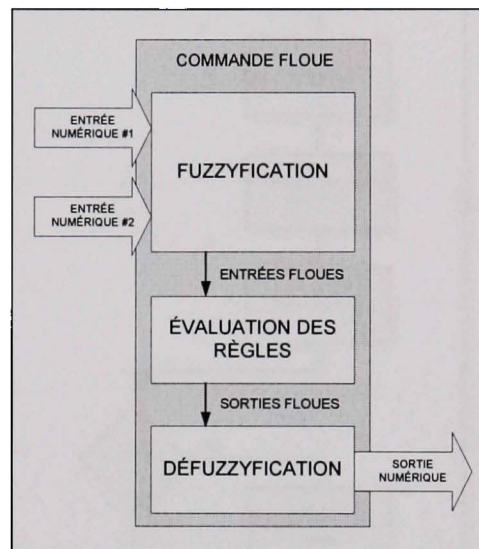 COMMANDE FLOUE
ENTRÉE
NUMÉRIQUE #1
FUZZYFICATION
ENTRÉE
NUMÉRIQUE #2
ENTRÉES FLOUES
ÉVALUATION DES
RÈGLES
SORTIES FLOUES
DÉFUZZYFICATION
SORTIE
NUMÉRIQUE